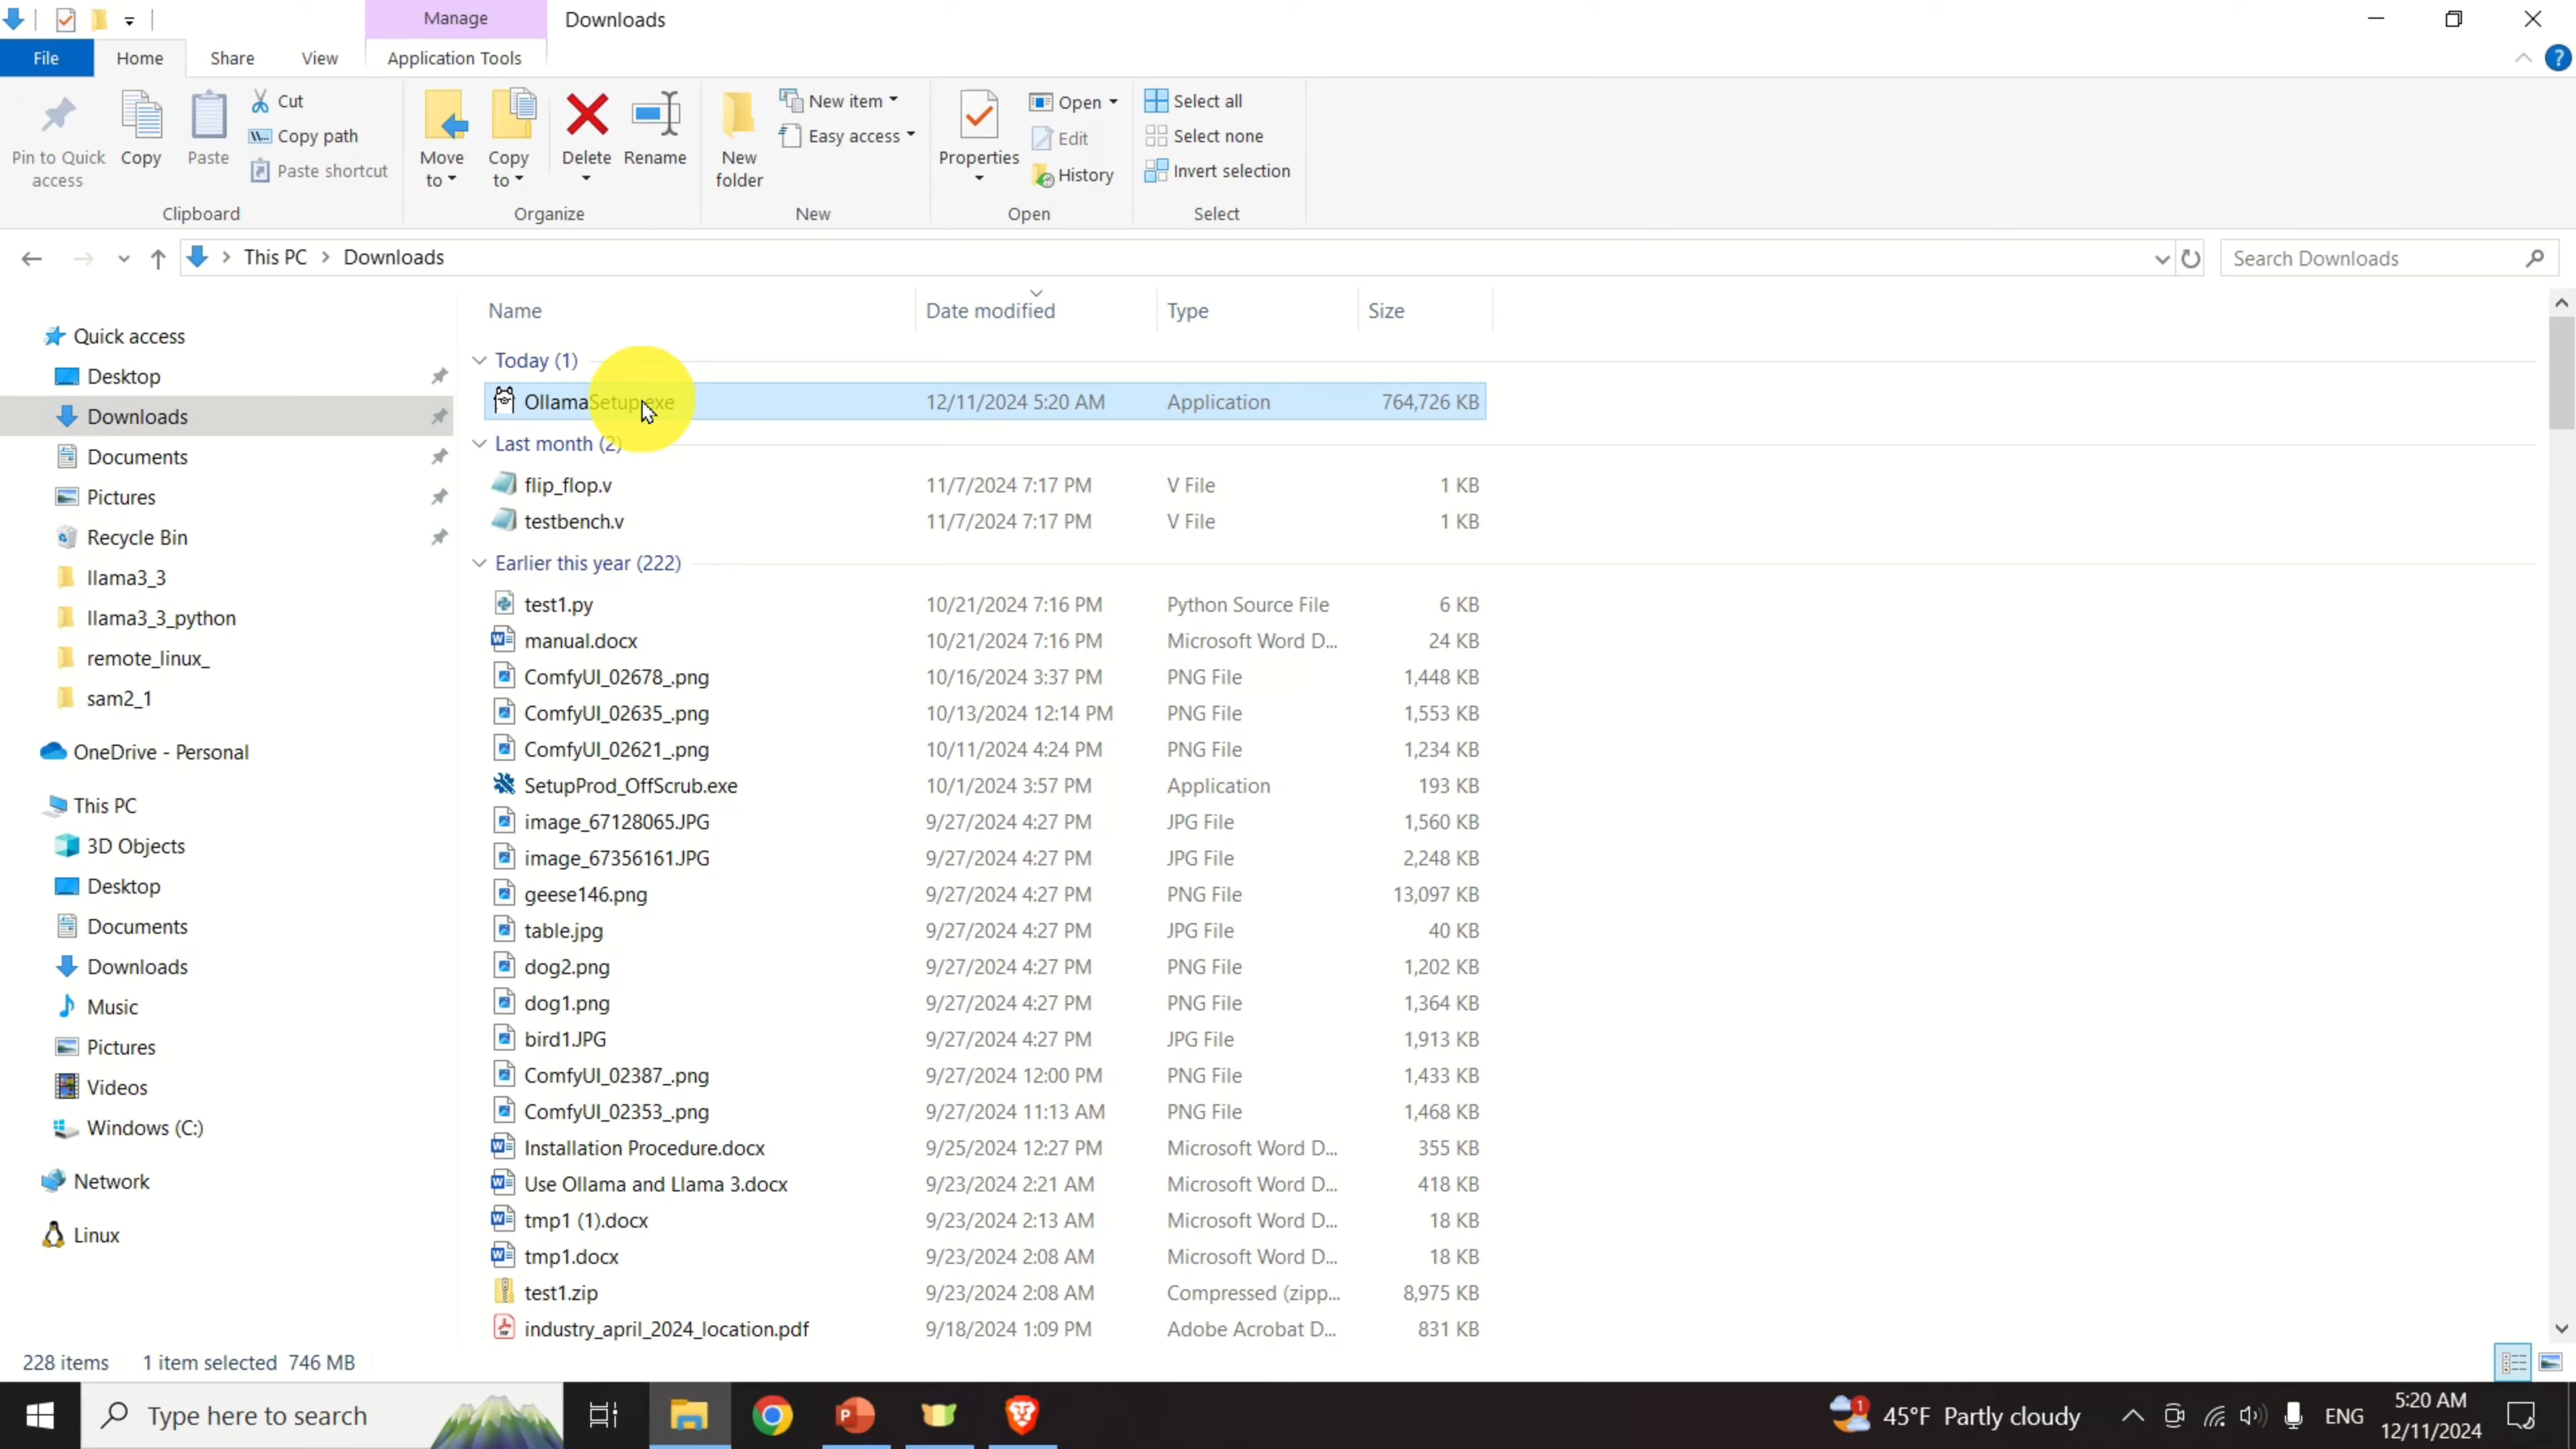 Manage
Downloads
File
Home
Share
View
Application Tools
Pin to Quick access
Copy
Paste
Cut
Copy path
Paste shortcut
Clipboard
Move to
Copy to
Delete
Rename
Organize
New folder
New item
Easy access
New
Properties
Open
Edit
History
Open
Select all
Select none
Invert selection
Select
This PC > Downloads
Search Downloads
Quick access
Desktop
Downloads
Documents
Pictures
Recycle Bin
llama3_3
llama3_3_python
remote_linux_
sam2_1
OneDrive - Personal
This PC
3D Objects
Desktop
Documents
Downloads
Music
Pictures
Videos
Windows (C:)
Network
Linux
Name Date modified Type Size
Today (1)
OllamaSetup.exe 12/11/2024 5:20 AM Application 764,726 KB
Last month (2)
flip_flop.v 11/7/2024 7:17 PM V File 1 KB
testbench.v 11/7/2024 7:17 PM V File 1 KB
Earlier this year (222)
test1.py 10/21/2024 7:16 PM Python Source File 6 KB
manual.docx 10/21/2024 7:16 PM Microsoft Word D... 24 KB
ComfyUI_02678_.png 10/16/2024 3:37 PM PNG File 1,448 KB
ComfyUI_02635_.png 10/13/2024 12:14 PM PNG File 1,553 KB
ComfyUI_02621_.png 10/11/2024 4:24 PM PNG File 1,234 KB
SetupProd_OffScrub.exe 10/1/2024 3:57 PM Application 193 KB
image_67128065.JPG 9/27/2024 4:27 PM JPG File 1,560 KB
image_67356161.JPG 9/27/2024 4:27 PM JPG File 2,248 KB
geese146.png 9/27/2024 4:27 PM PNG File 13,097 KB
table.jpg 9/27/2024 4:27 PM JPG File 40 KB
dog2.png 9/27/2024 4:27 PM PNG File 1,202 KB
dog1.png 9/27/2024 4:27 PM PNG File 1,364 KB
bird1.JPG 9/27/2024 4:27 PM JPG File 1,913 KB
ComfyUI_02387_.png 9/27/2024 12:00 PM PNG File 1,433 KB
ComfyUI_02353_.png 9/27/2024 11:13 AM PNG File 1,468 KB
Installation Procedure.docx 9/25/2024 12:27 PM Microsoft Word D... 355 KB
Use Ollama and Llama 3.docx 9/23/2024 2:21 AM Microsoft Word D... 418 KB
tmp1 (1).docx 9/23/2024 2:13 AM Microsoft Word D... 18 KB
tmp1.docx 9/23/2024 2:08 AM Microsoft Word D... 18 KB
test1.zip 9/23/2024 2:08 AM Compressed (zipp... 8,975 KB
industry_april_2024_location.pdf 9/18/2024 1:09 PM Adobe Acrobat D... 831 KB
228 items 1 item selected 746 MB
Type here to search
1
45°F Partly cloudy
ENG
5:20 AM
12/11/2024